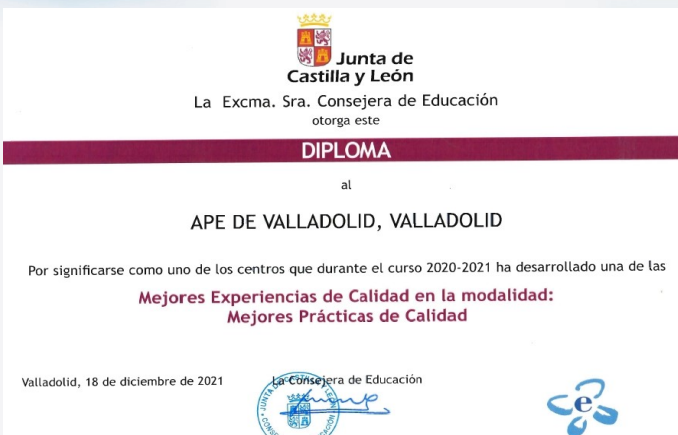 Junta de
Castilla y León
La Excma. Sra. Consejera de Educación
otorga este
DIPLOMA
al
APE DE VALLADOLID, VALLADOLID
Por significarse como uno de los centros que durante el curso 2020-2021 ha desarrollado una de las
Mejores Experiencias de Calidad en la modalidad:
Mejores Prácticas de Calidad
Valladolid, 18 de diciembre de 2021
La Consejera de Educación
e